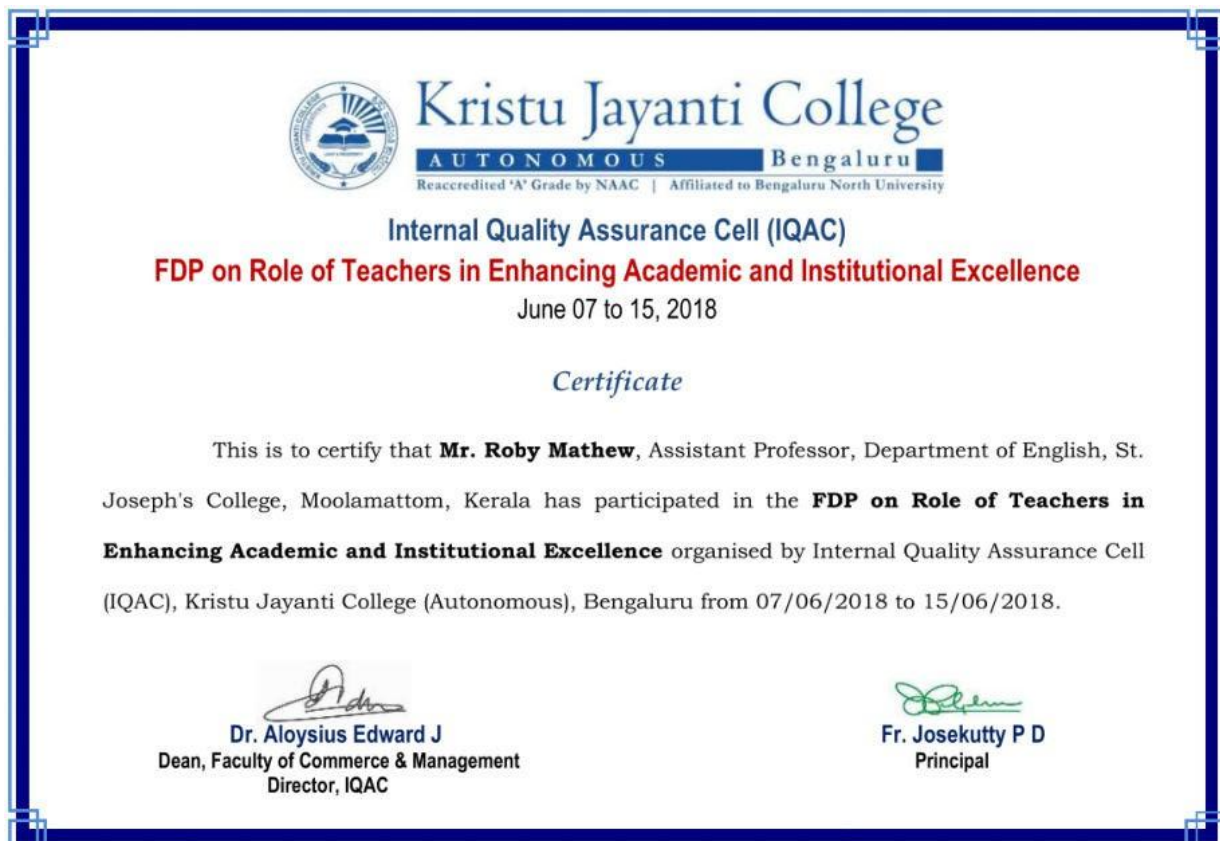 Kristu Jayanti College
AUTONOMOUS Bengaluru
Reaccredited 'A' Grade by NAAC | Affiliated to Bengaluru North University
Internal Quality Assurance Cell (IQAC)
FDP on Role of Teachers in Enhancing Academic and Institutional Excellence
June 07 to 15, 2018
Certificate
This is to certify that Mr. Roby Mathew, Assistant Professor, Department of English, St.
Joseph's College, Moolamattom, Kerala has participated in the FDP on Role of Teachers in
Enhancing Academic and Institutional Excellence organised by Internal Quality Assurance Cell
(IQAC), Kristu Jayanti College (Autonomous), Bengaluru from 07/06/2018 to 15/06/2018.
Dr. Aloysius Edward J
Dean, Faculty of Commerce & Management
Director, IQAC
Fr. Josekutty P D
Principal